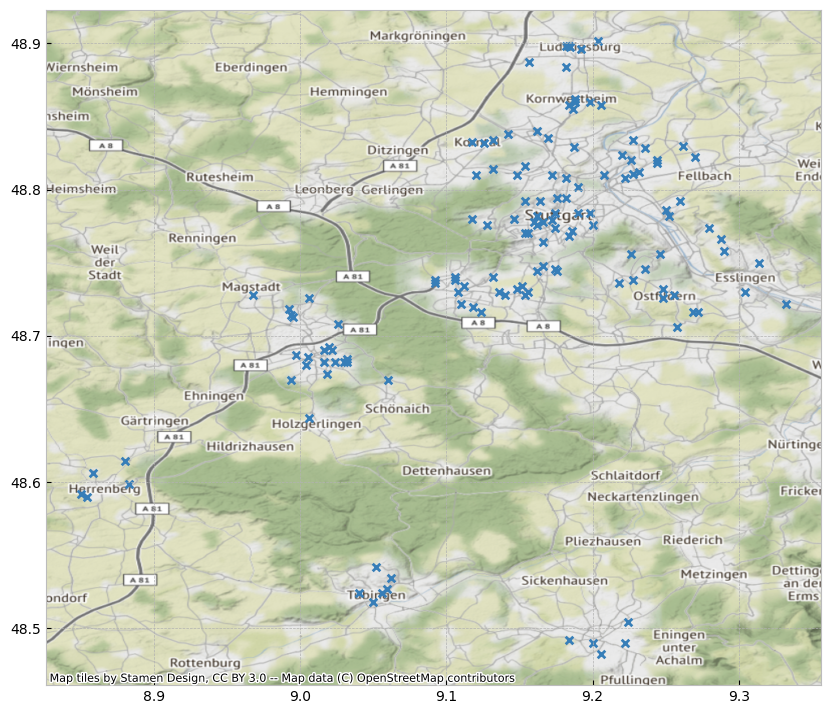 48.9
48.8
48.7
48.6
48.5
Markgröningen
Ludwigsburg
Wiernsheim
Eberdingen
Mönsheim
Hemmingen
Kornwestheim
nsheim
A 8
Ditzingen
A 81
Rutesheim
Fellbach
Heimsheim
Leonberg Gerlingen
A 8
Stuttgart
Renningen
Weil
der
Stadt
A 81
Esslingen
Magstadt
Ostfildern
A 81
A 8
A 8
ingen
A 81
Ehningen
Schönaich
Gärtringen
Holzgerlingen
A 81
Hildrizhausen
Nürtinge
Dettenhausen
Schlaitdorf
Herrenberg
Neckartenzlingen
Fricker
A 81
Pliezhausen
Riederich
A 81
Sickenhausen
Metzingen
Dettingen
an der
Erms
ondorf
Tübingen
Eningen
unter
Achalm
Rottenburg
Pfullingen
Map tiles by Stamen Design, CC BY 3.0 -- Map data (C) OpenStreetMap contributors
8.9 9.0 9.1 9.2 9.3